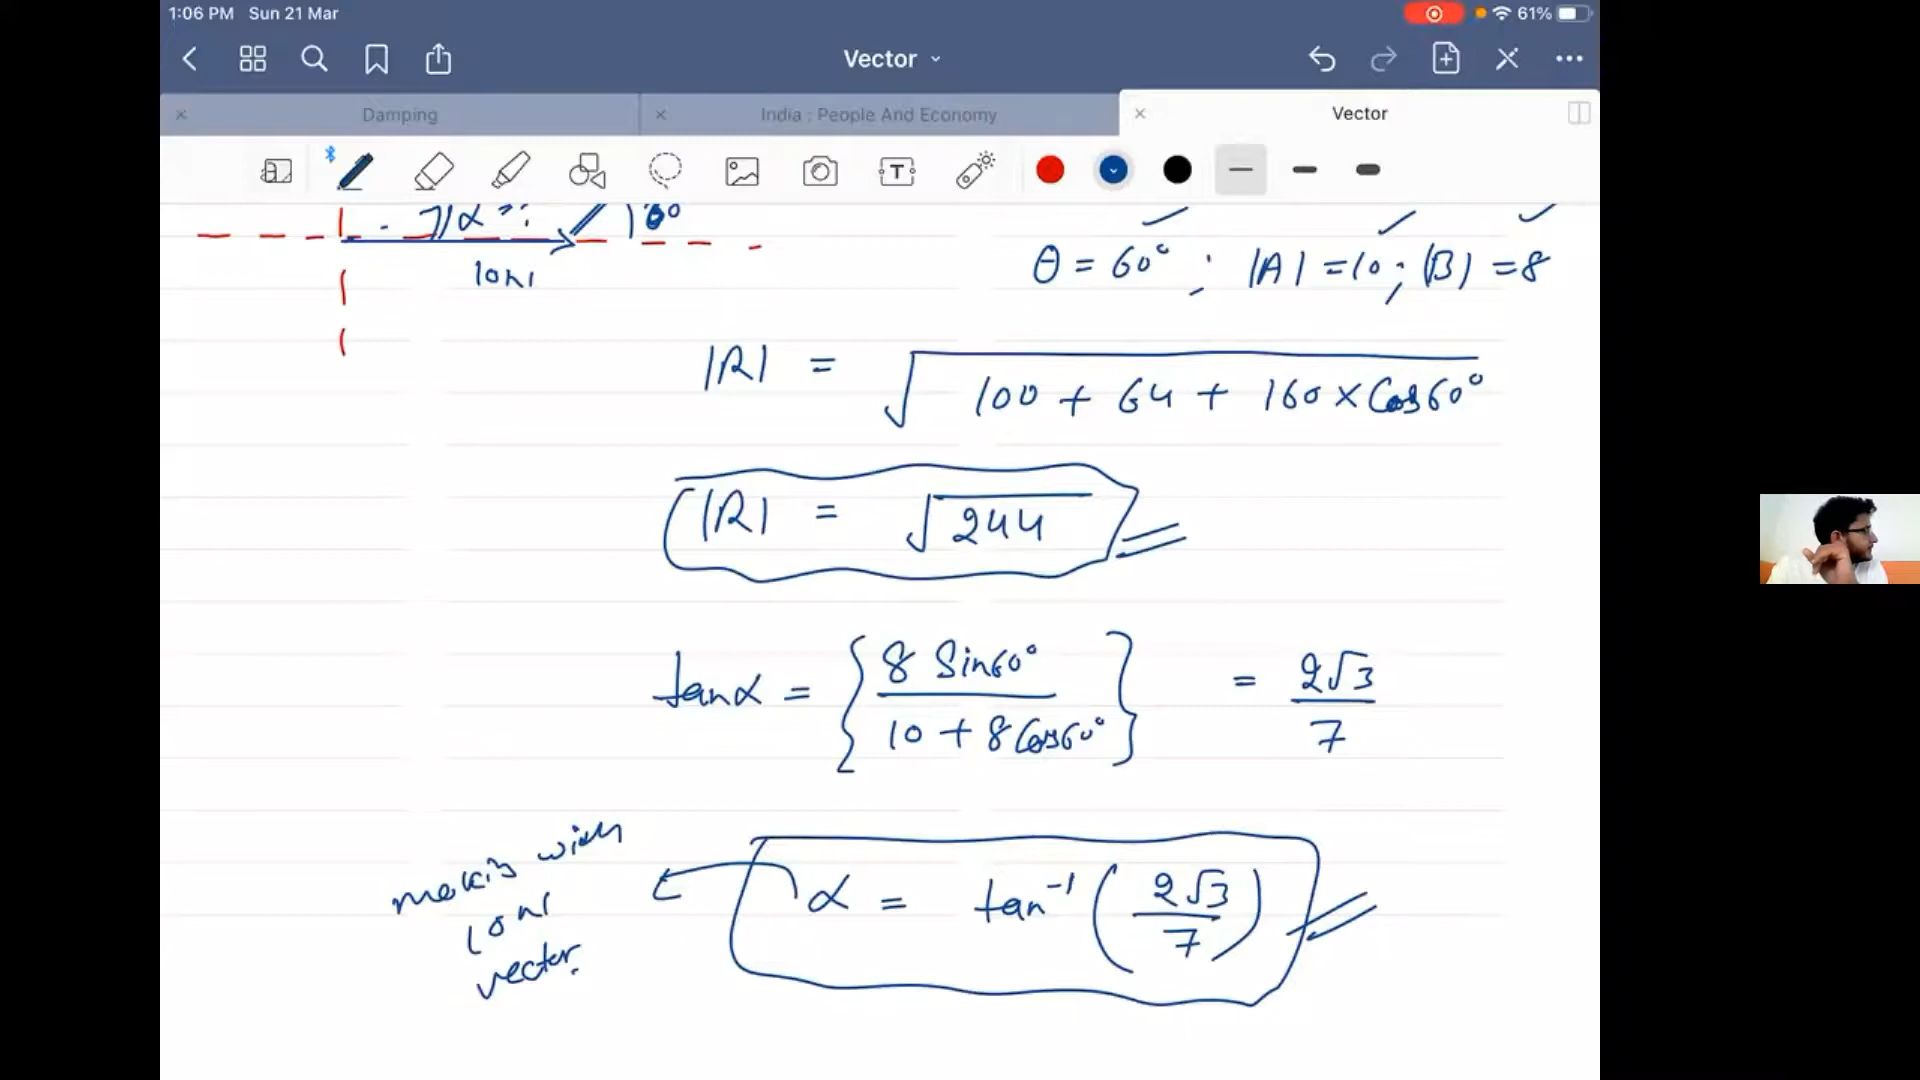 1:06 PM Sun 21 Mar
61%
Vector
Damping
India : People And Economy
Vector
T
α
10n
θ = 60° ; |A| = 10 ; |B| = 8
|R| = √100 + 64 + 160 × Cos60°
|R| = √244
tanα = { 8 Sin60° / 10 + 8 Cos60° } = 2√3 / 7
α = tan⁻¹ ( 2√3 / 7 )
with
10n
vector.